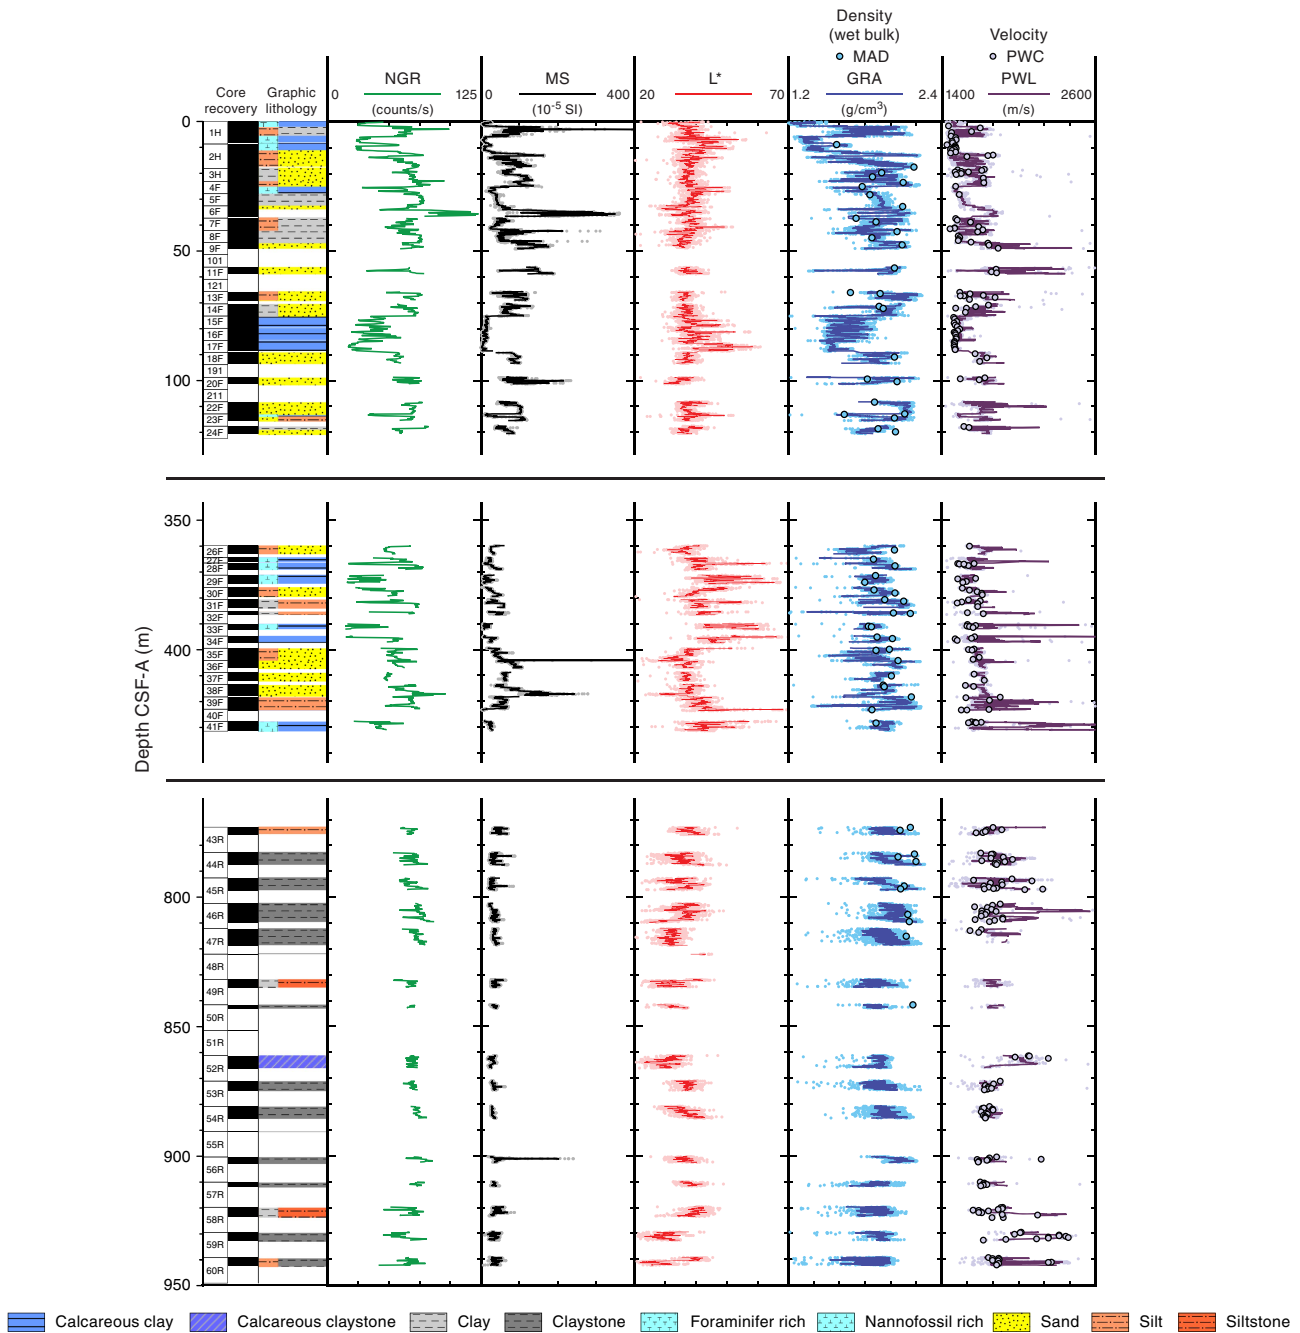 Density
(wet bulk)
MAD
Velocity
PWC
Core
recovery
Graphic
lithology
NGR
0 125
(counts/s)
MS
0 400
(10⁻⁵ SI)
L*
20 70
GRA
1.2 2.4
(g/cm³)
PWL
1400 2600
(m/s)
Depth CSF-A (m)
0
50
100
1H
2H
3H
4F
5F
6F
7F
8F
9F
101
11F
121
13F
14F
15F
16F
17F
18F
191
20F
211
22F
23F
24F
350
400
26F
27F
28F
29F
30F
31F
32F
33F
34F
35F
36F
37F
38F
39F
40F
41F
800
850
900
950
43R
44R
45R
46R
47R
48R
49R
50R
51R
52R
53R
54R
55R
56R
57R
58R
59R
60R
Calcareous clay
Calcareous claystone
Clay
Claystone
Foraminifer rich
Nannofossil rich
Sand
Silt
Siltstone